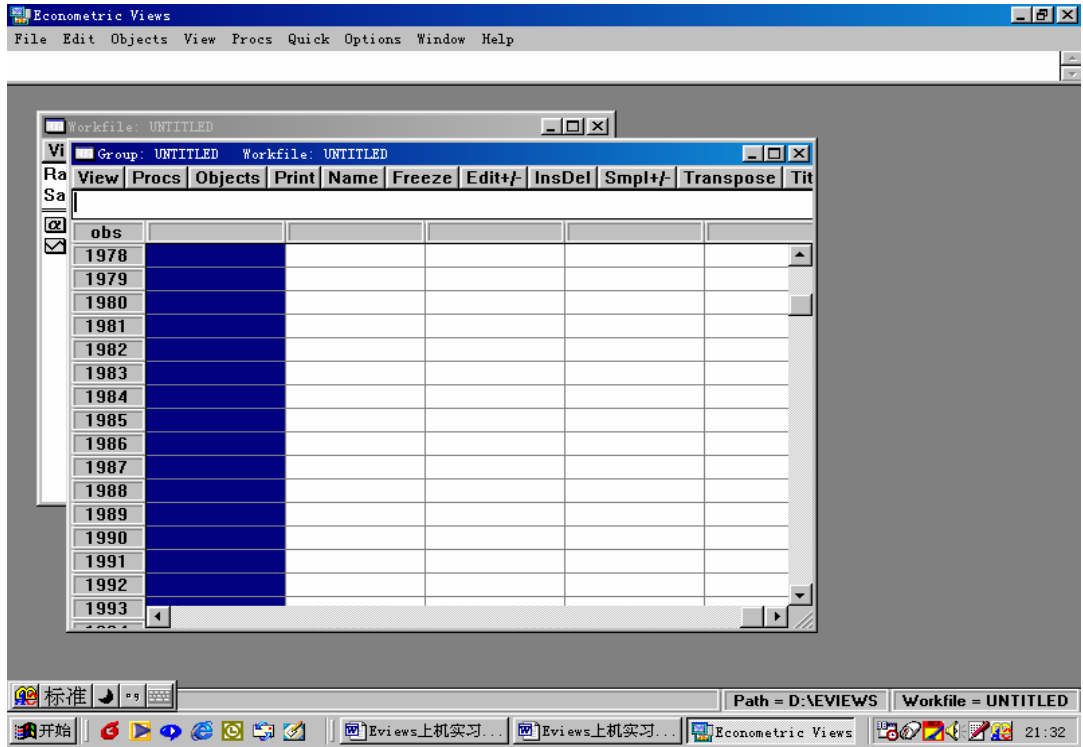 Econometric Views
File Edit Objects View Procs Quick Options Window Help
Workfile: UNTITLED
Vi
Group: UNTITLED Workfile: UNTITLED
Ra
View Procs Objects Print Name Freeze Edit+/- InsDel Smpl+/- Transpose Tit
Sa
obs
1978
1979
1980
1981
1982
1983
1984
1985
1986
1987
1988
1989
1990
1991
1992
1993
标准
Path = D:\EVIEWS Workfile = UNTITLED
开始 Eviews上机实习... Eviews上机实习... Econometric Views 21:32